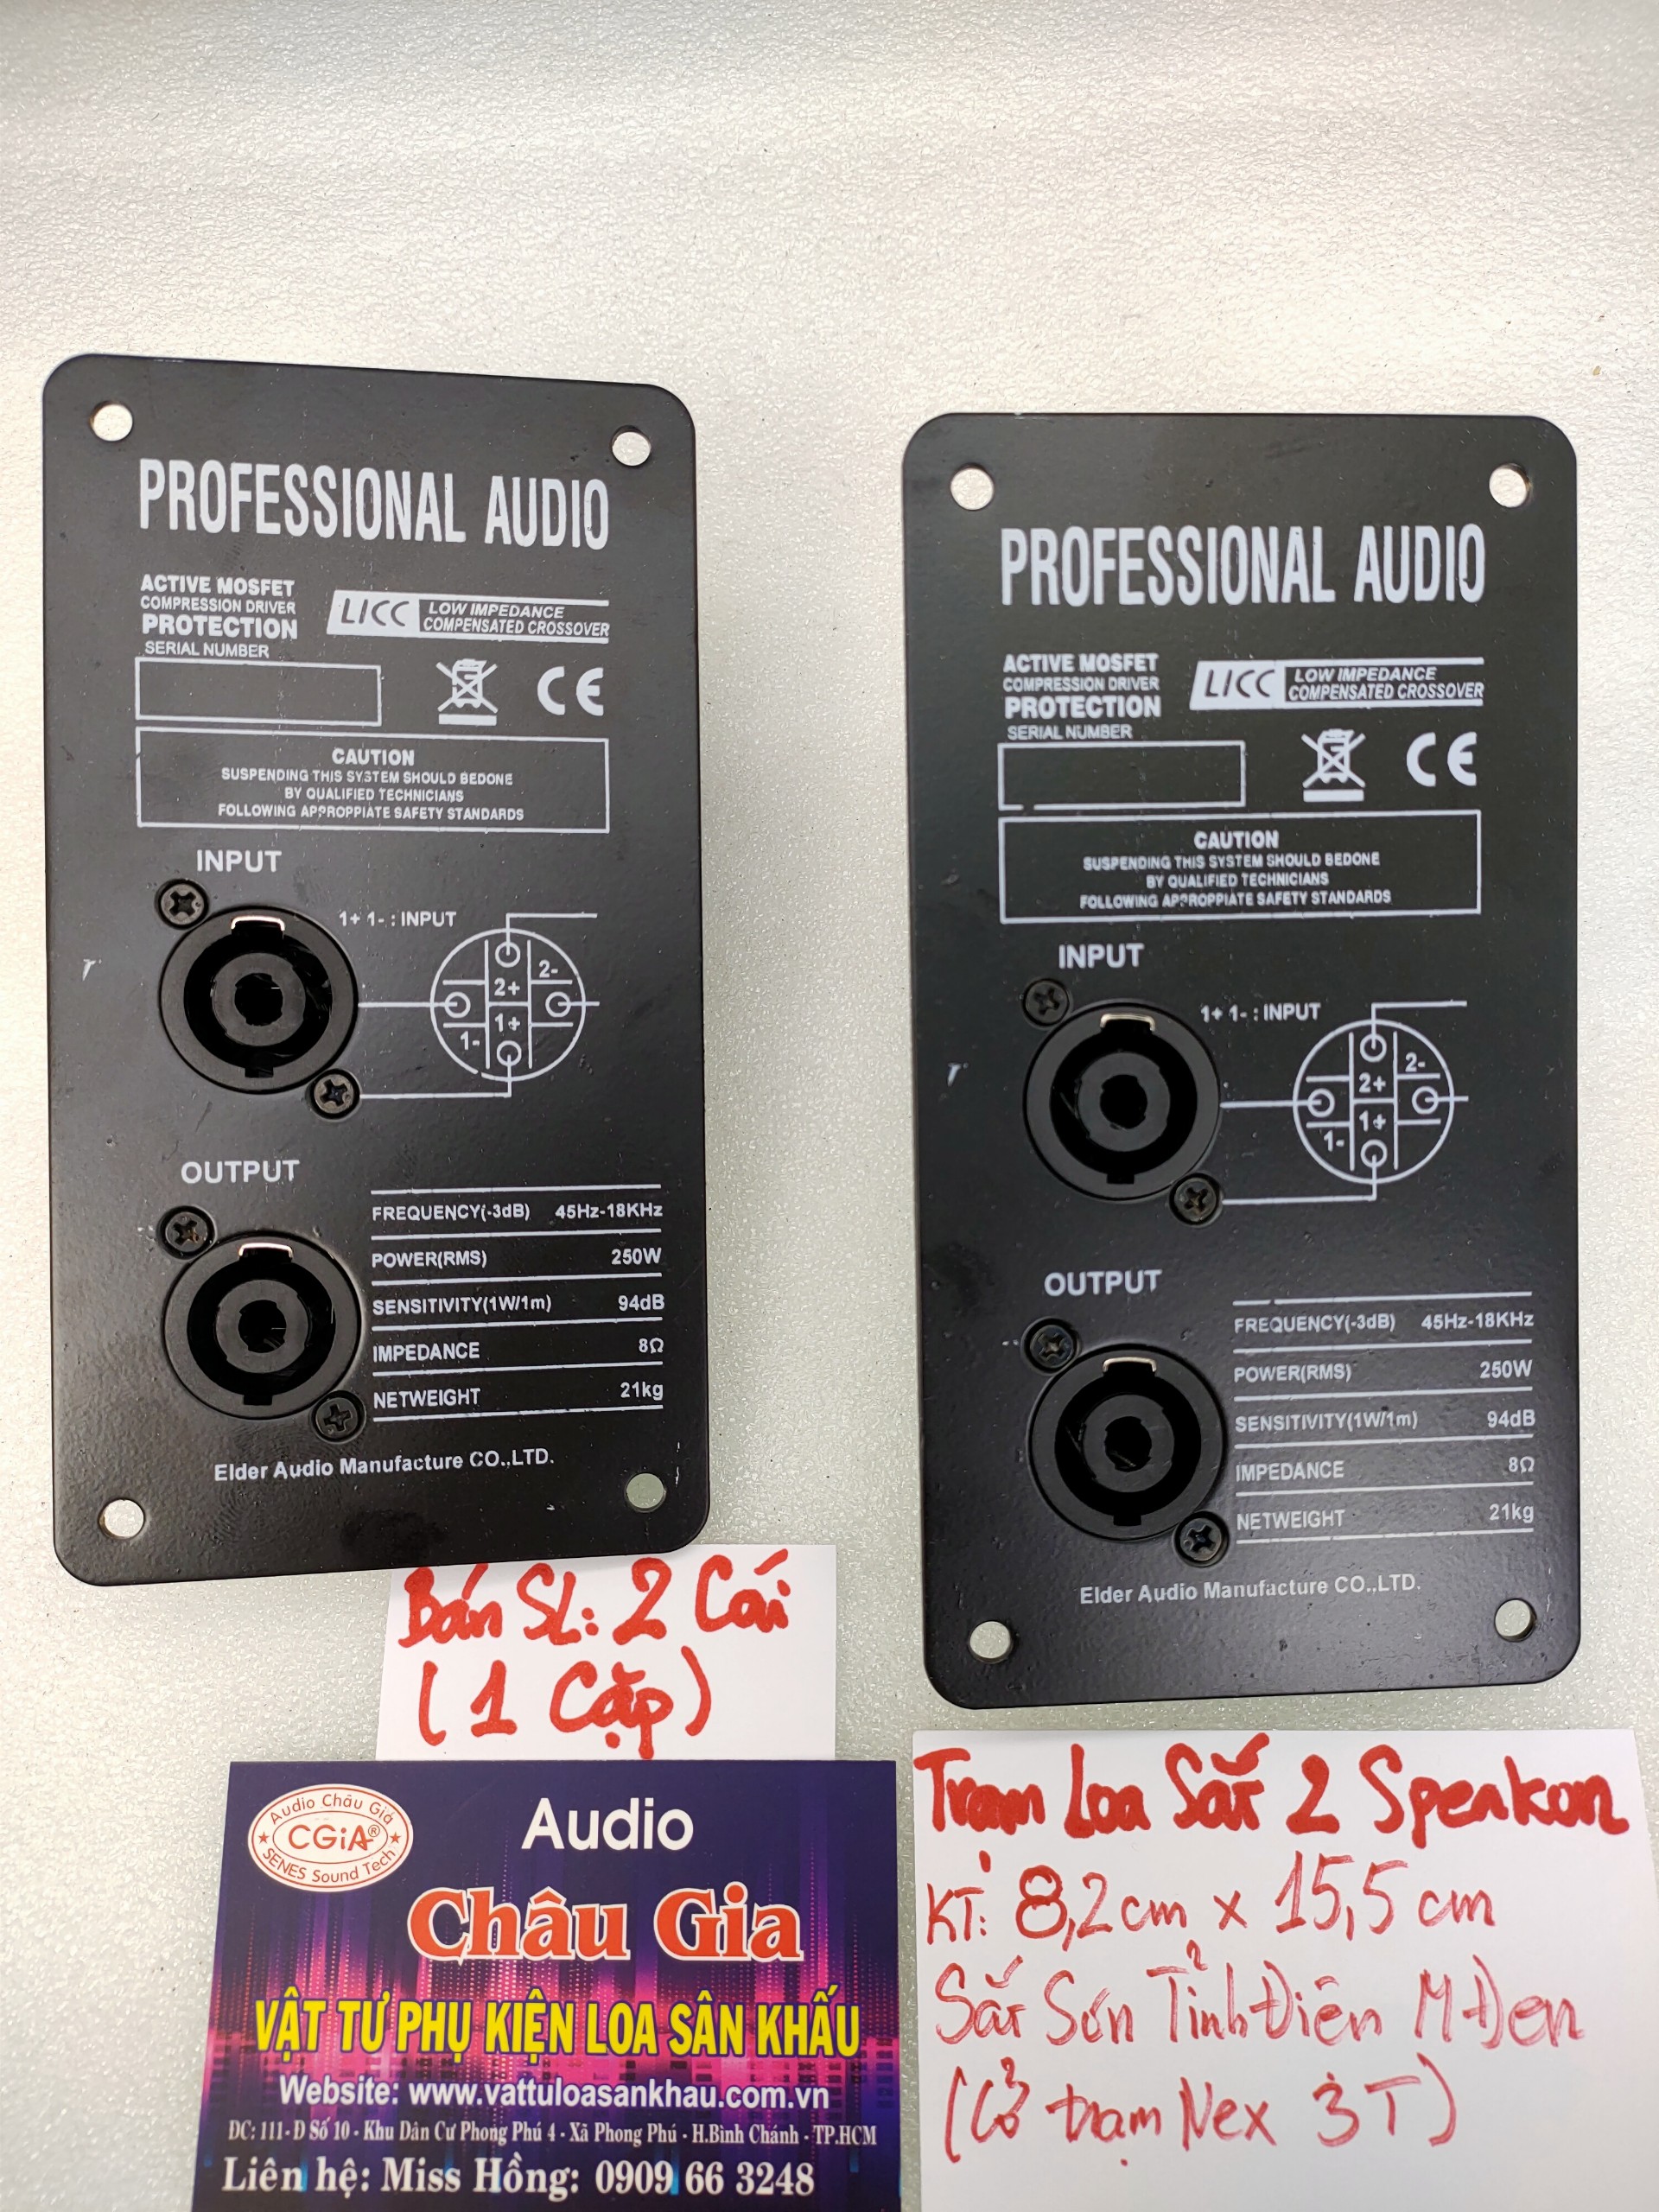 PROFESSIONAL AUDIO
ACTIVE MOSFET
COMPRESSION DRIVER
PROTECTION
LICC LOW IMPEDANCE
COMPENSATED CROSSOVER
SERIAL NUMBER
CE
CAUTION
SUSPENDING THIS SYSTEM SHOULD BEDONE
BY QUALIFIED TECHNICIANS
FOLLOWING APPROPPIATE SAFETY STANDARDS
INPUT
1+ 1- : INPUT
2-
2+
1+
1-
OUTPUT
FREQUENCY(-3dB) 45Hz-18KHz
POWER(RMS) 250W
SENSITIVITY(1W/1m) 94dB
IMPEDANCE 8Ω
NETWEIGHT 21kg
Elder Audio Manufacture CO.,LTD.
PROFESSIONAL AUDIO
ACTIVE MOSFET
COMPRESSION DRIVER
PROTECTION
LICC LOW IMPEDANCE
COMPENSATED CROSSOVER
SERIAL NUMBER
CE
CAUTION
SUSPENDING THIS SYSTEM SHOULD BEDONE
BY QUALIFIED TECHNICIANS
FOLLOWING APPROPPIATE SAFETY STANDARDS
INPUT
1+ 1- : INPUT
2-
2+
1+
1-
OUTPUT
FREQUENCY(-3dB) 45Hz-18KHz
POWER(RMS) 250W
SENSITIVITY(1W/1m) 94dB
IMPEDANCE 8Ω
NETWEIGHT 21kg
Elder Audio Manufacture CO.,LTD.
Bán SL: 2 Cái
(1 Cặp)
Audio Châu Gia
CGiA®
SENES Sound Tech
Audio
Châu Gia
VẬT TƯ PHỤ KIỆN LOA SÂN KHẤU
Website: www.vattuloasankhau.com.vn
ĐC: 111- D Số 10 - Khu Dân Cư Phong Phú 4 - Xã Phong Phú - H.Bình Chánh - TP.HCM
Liên hệ: Miss Hồng: 0909 66 3248
Trạm Loa Sắt 2 Speakon
KT: 8,2 cm x 15,5 cm
Sắt Sơn Tỉnh Điện M Đen
(Cở trạm Nex 3T)